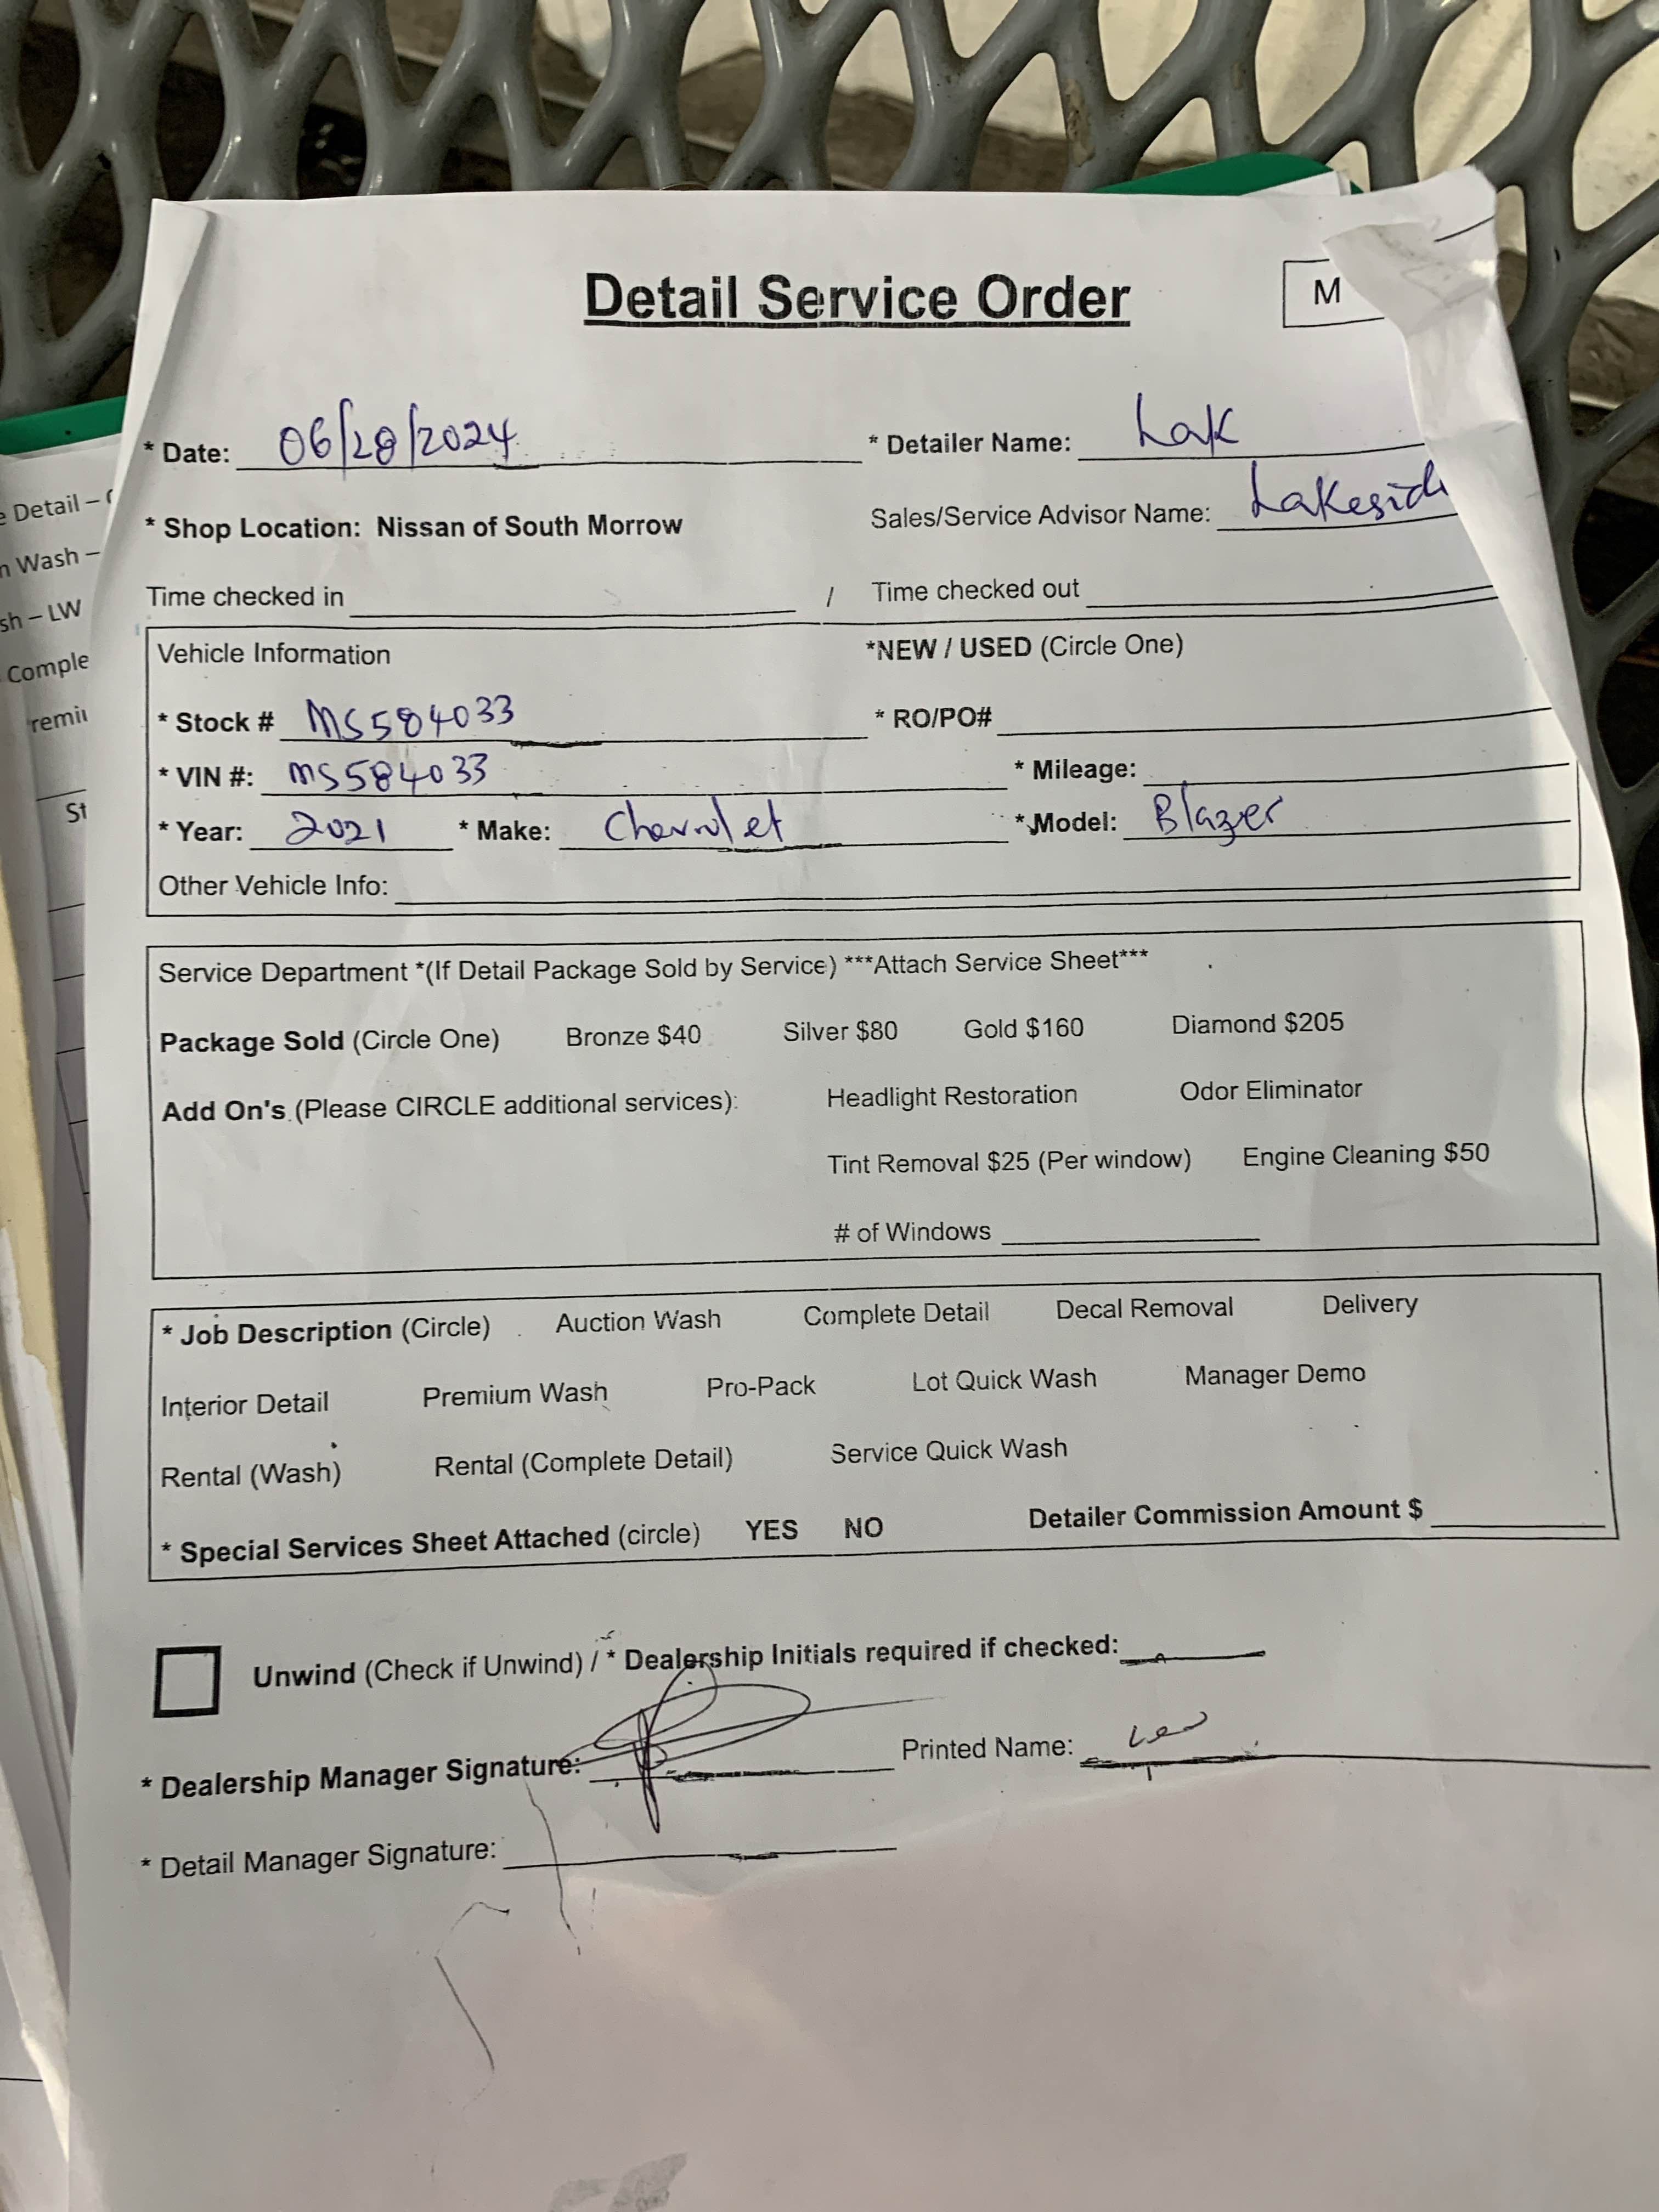 Detail Service Order
M
* Date: 06/28/2024
* Detailer Name: Lak
* Shop Location: Nissan of South Morrow
Sales/Service Advisor Name: Lakesid
Time checked in / Time checked out
Vehicle Information
*NEW / USED (Circle One)
* Stock # MS584033
* RO/PO#
* VIN #: MS584033
* Mileage:
* Year: 2021 * Make: Chevrolet * Model: Blazer
Other Vehicle Info:
Service Department *(If Detail Package Sold by Service) ***Attach Service Sheet***
Package Sold (Circle One) Bronze $40 Silver $80 Gold $160 Diamond $205
Add On's (Please CIRCLE additional services): Headlight Restoration Odor Eliminator
Tint Removal $25 (Per window) Engine Cleaning $50
# of Windows
* Job Description (Circle) Auction Wash Complete Detail Decal Removal Delivery
Interior Detail Premium Wash Pro-Pack Lot Quick Wash Manager Demo
Rental (Wash) Rental (Complete Detail) Service Quick Wash
* Special Services Sheet Attached (circle) YES NO Detailer Commission Amount $
Unwind (Check if Unwind) / * Dealership Initials required if checked:
* Dealership Manager Signature: Printed Name:
* Detail Manager Signature:
Detail –
Wash –
– LW